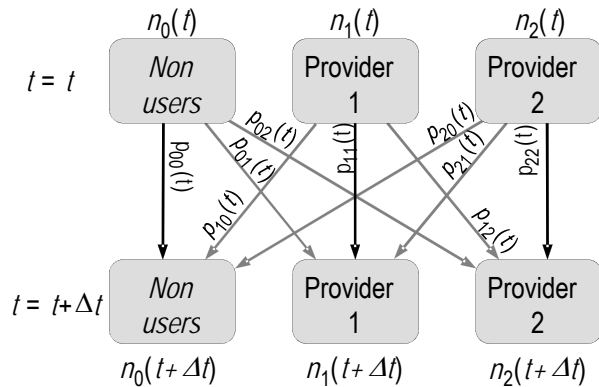 n₀(t) n₁(t) n₂(t)
t = t
Non users
Provider 1
Provider 2
p₀₀(t)
p₀₁(t)
p₀₂(t)
p₁₀(t)
p₁₁(t)
p₁₂(t)
p₂₀(t)
p₂₁(t)
p₂₂(t)
t = t+Δt
Non users
Provider 1
Provider 2
n₀(t+Δt) n₁(t+Δt) n₂(t+Δt)